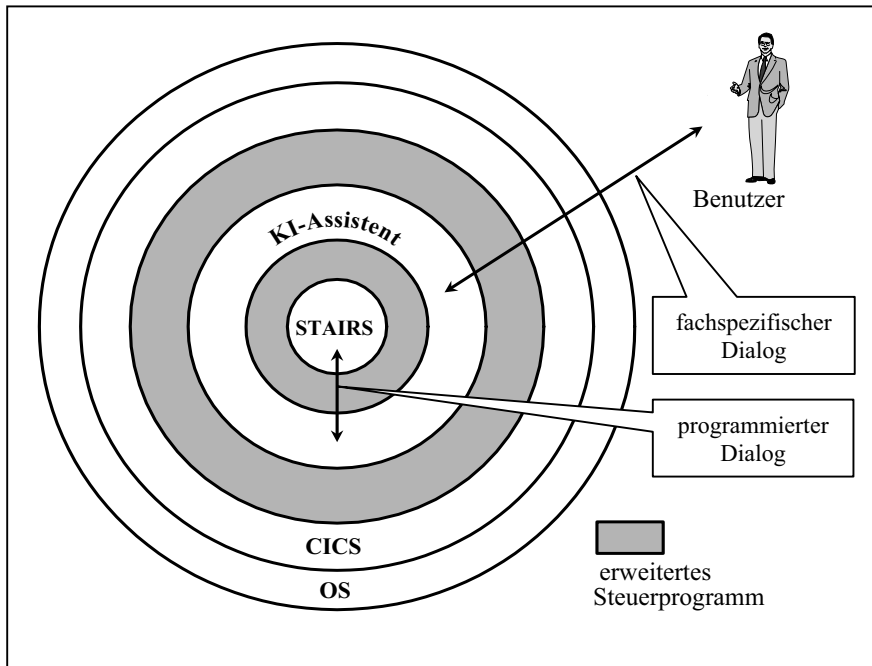 Benutzer
KI-Assistent
STAIRS
fachspezifischer
Dialog
programmierter
Dialog
CICS
OS
erweitertes
Steuerprogramm